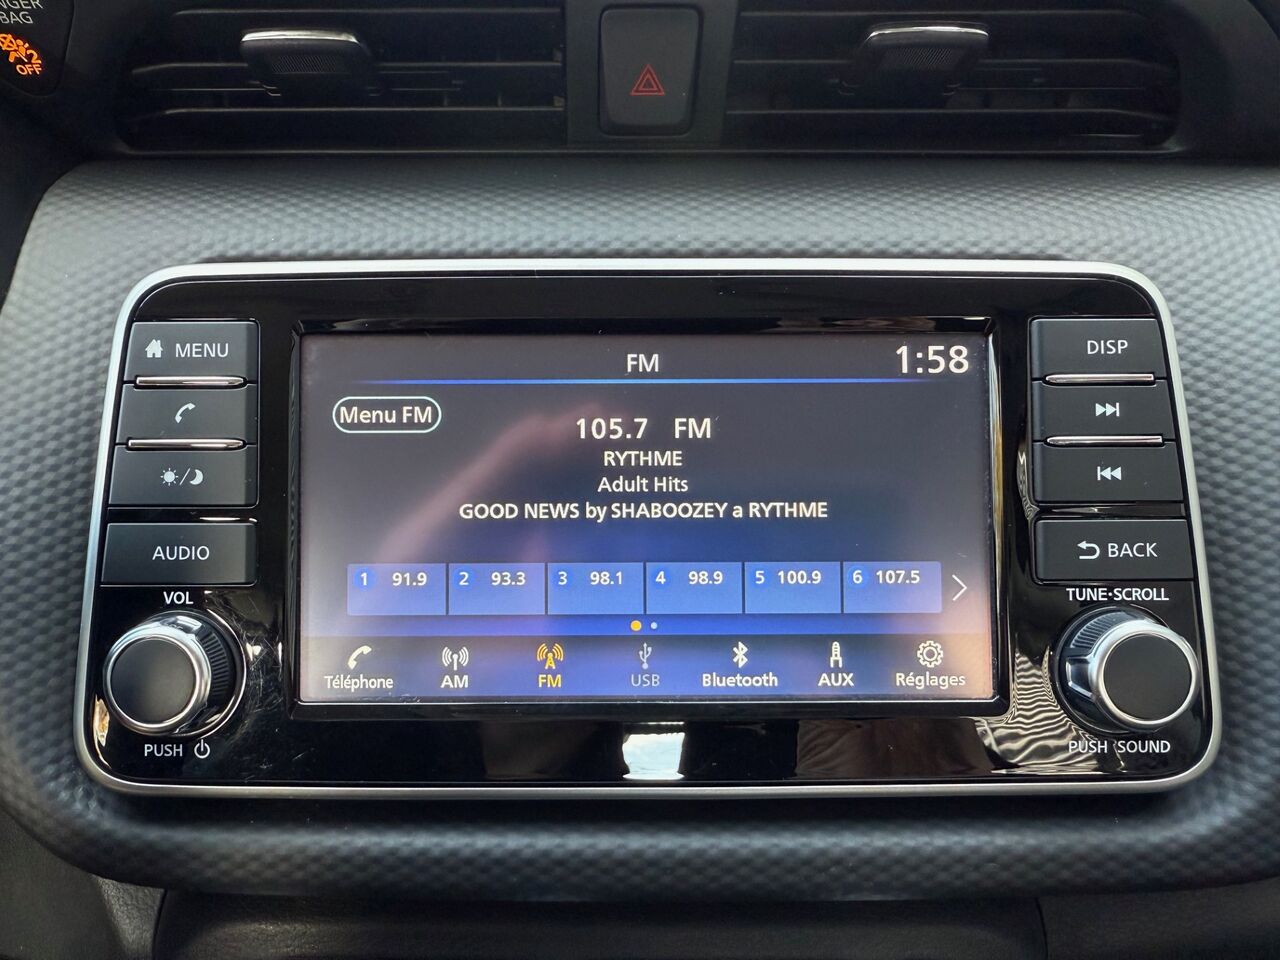 BAG
2
OFF
MENU
AUDIO
VOL
PUSH
FM
1:58
Menu FM
105.7 FM
RYTHME
Adult Hits
GOOD NEWS by SHABOOZEY a RYTHME
1 91.9
2 93.3
3 98.1
4 98.9
5 100.9
6 107.5
Téléphone
AM
FM
USB
Bluetooth
AUX
Réglages
DISP
BACK
TUNE·SCROLL
PUSH SOUND